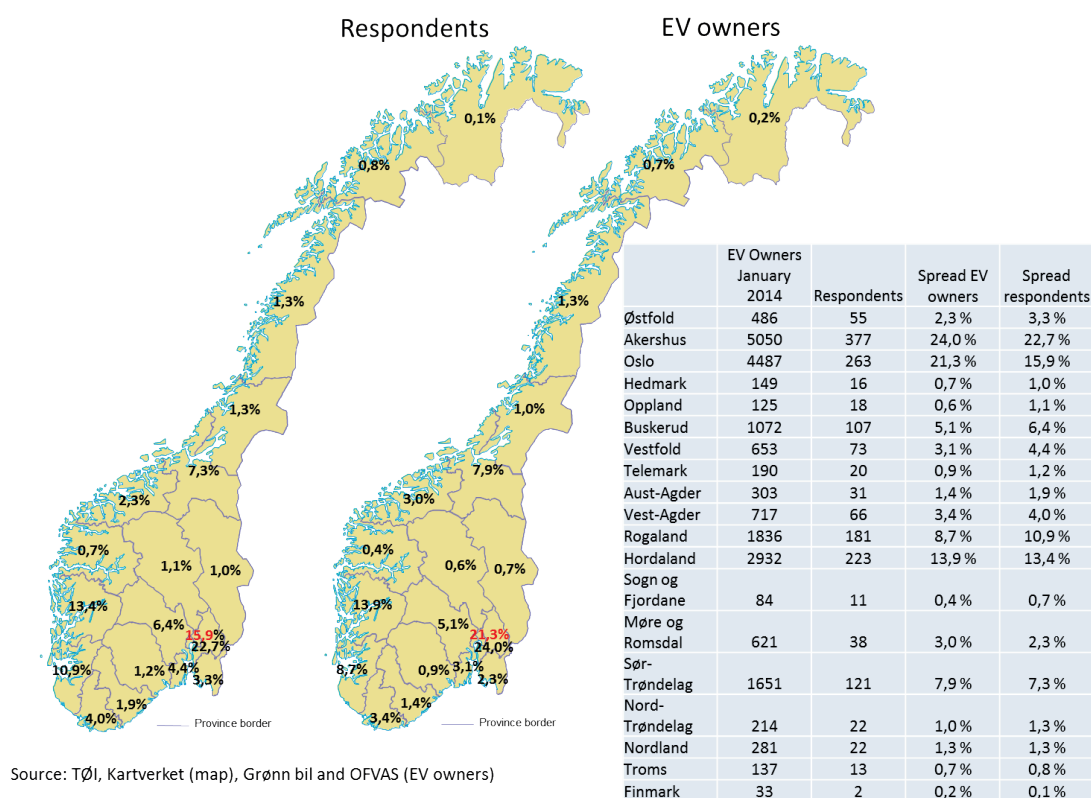 Respondents
EV owners
0,1%
0,8%
1,3%
1,3%
7,3%
2,3%
0,7%
1,1%
1,0%
13,4%
6,4%
15,9%
22,7%
10,9%
1,2%
4,4%
3,3%
1,9%
4,0%
Province border
0,2%
0,7%
1,3%
1,0%
7,9%
3,0%
0,4%
0,6%
0,7%
13,9%
5,1%
21,3%
24,0%
8,7%
0,9%
3,1%
2,3%
1,4%
3,4%
Province border
EV Owners
January
2014
Respondents
Spread EV
owners
Spread
respondents
Østfold 486 55 2,3 % 3,3 %
Akershus 5050 377 24,0 % 22,7 %
Oslo 4487 263 21,3 % 15,9 %
Hedmark 149 16 0,7 % 1,0 %
Oppland 125 18 0,6 % 1,1 %
Buskerud 1072 107 5,1 % 6,4 %
Vestfold 653 73 3,1 % 4,4 %
Telemark 190 20 0,9 % 1,2 %
Aust-Agder 303 31 1,4 % 1,9 %
Vest-Agder 717 66 3,4 % 4,0 %
Rogaland 1836 181 8,7 % 10,9 %
Hordaland 2932 223 13,9 % 13,4 %
Sogn og
Fjordane 84 11 0,4 % 0,7 %
Møre og
Romsdal 621 38 3,0 % 2,3 %
Sør-
Trøndelag 1651 121 7,9 % 7,3 %
Nord-
Trøndelag 214 22 1,0 % 1,3 %
Nordland 281 22 1,3 % 1,3 %
Troms 137 13 0,7 % 0,8 %
Finmark 33 2 0,2 % 0,1 %
Source: TØI, Kartverket (map), Grønn bil and OFVAS (EV owners)